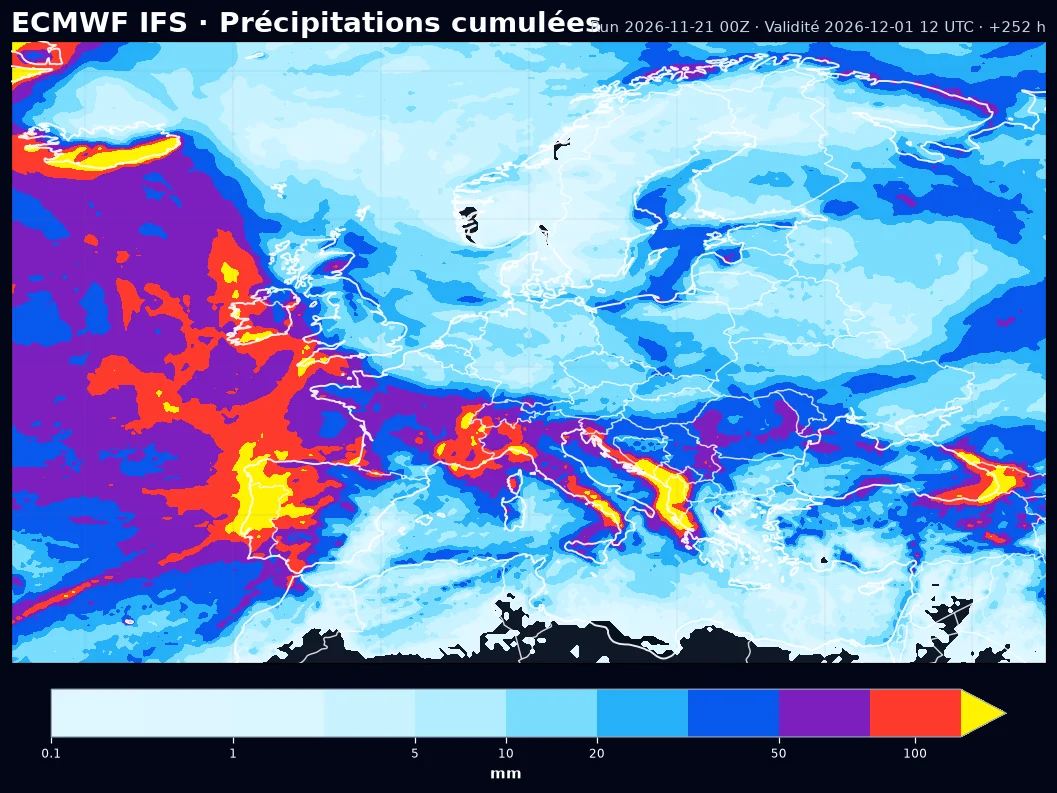 ECMWF IFS · Précipitations cumulées
Run 2026-11-21 00Z · Validité 2026-12-01 12 UTC · +252 h
0.1 1 5 10 20 50 100
mm